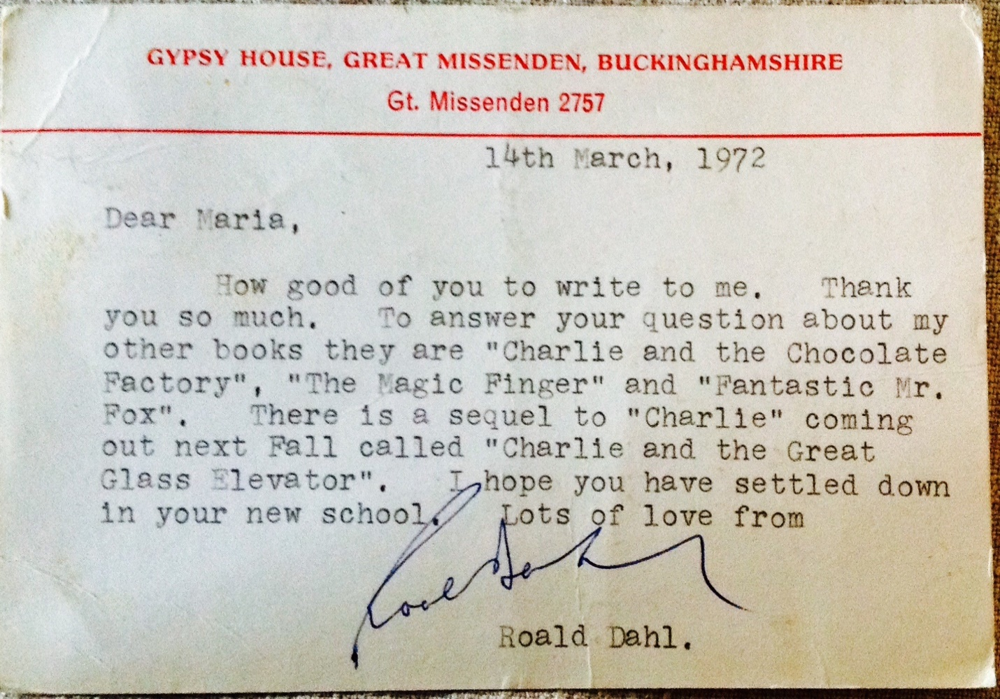 GYPSY HOUSE, GREAT MISSENDEN, BUCKINGHAMSHIRE
Gt. Missenden 2757
14th March, 1972
Dear Maria,
How good of you to write to me. Thank
you so much. To answer your question about my
other books they are "Charlie and the Chocolate
Factory", "The Magic Finger" and "Fantastic Mr.
Fox". There is a sequel to "Charlie" coming
out next Fall called "Charlie and the Great
Glass Elevator". I hope you have settled down
in your new school. Lots of love from
Roald Dahl
Roald Dahl.